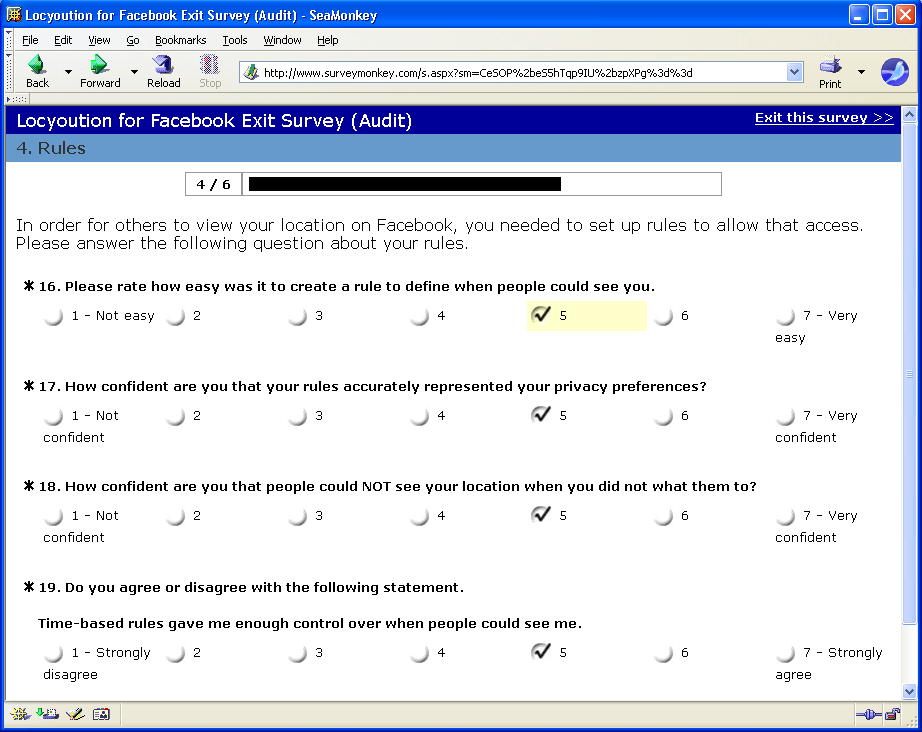 Locyoution for Facebook Exit Survey (Audit) - SeaMonkey
File Edit View Go Bookmarks Tools Window Help
Back Forward Reload Stop http://www.surveymonkey.com/s.aspx?sm=CeSOP%2beS5hTqp9IU%2bzpXPg%3d%3d Print
Locyoution for Facebook Exit Survey (Audit) Exit this survey >>
4. Rules
4 / 6
In order for others to view your location on Facebook, you needed to set up rules to allow that access.
Please answer the following question about your rules.
* 16. Please rate how easy was it to create a rule to define when people could see you.
1 - Not easy 2 3 4 5 6 7 - Very
easy
* 17. How confident are you that your rules accurately represented your privacy preferences?
1 - Not 2 3 4 5 6 7 - Very
confident confident
* 18. How confident are you that people could NOT see your location when you did not what them to?
1 - Not 2 3 4 5 6 7 - Very
confident confident
* 19. Do you agree or disagree with the following statement.
Time-based rules gave me enough control over when people could see me.
1 - Strongly 2 3 4 5 6 7 - Strongly
disagree agree